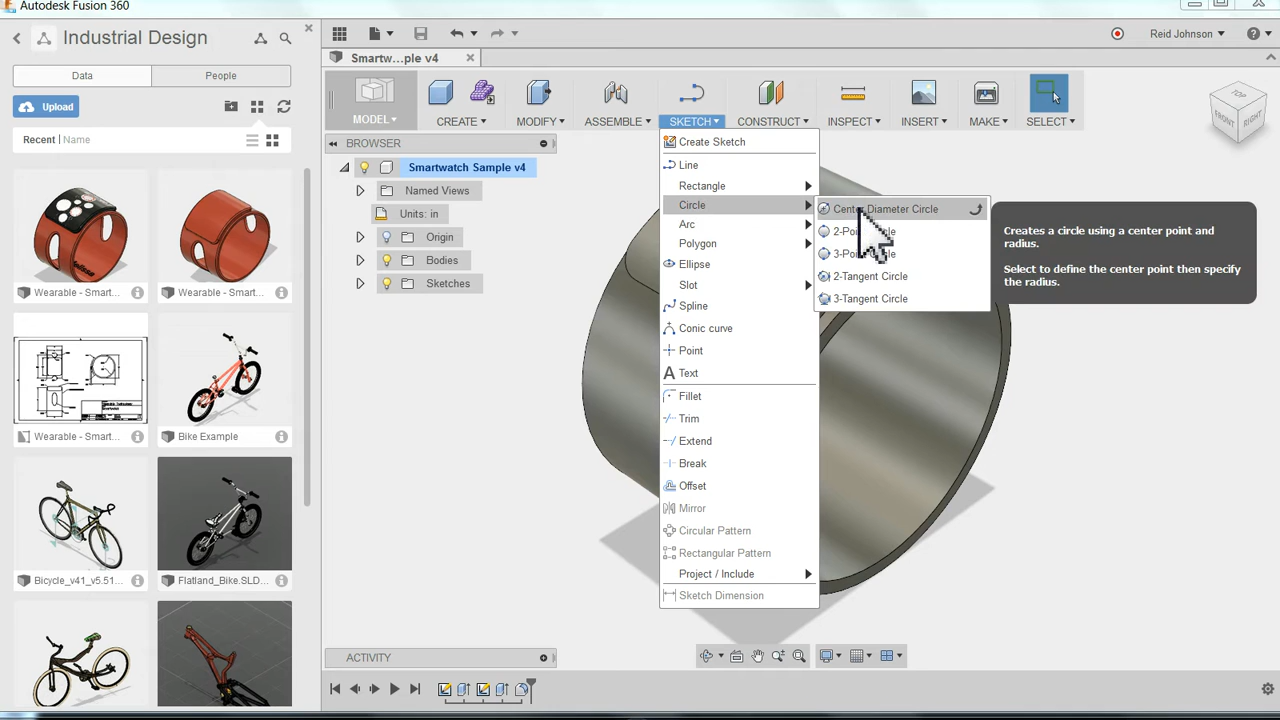 Autodesk Fusion 360
Industrial Design
Data
People
Upload
Recent | Name
Wearable - Smart...
Wearable - Smart...
Wearable - Smart...
Bike Example
Bicycle_v41_v5.51...
Flatland_Bike.SLD...
Reid Johnson
Smartw...ple v4
MODEL
CREATE
MODIFY
ASSEMBLE
SKETCH
CONSTRUCT
INSPECT
INSERT
MAKE
SELECT
BROWSER
Smartwatch Sample v4
Named Views
Units: in
Origin
Bodies
Sketches
Create Sketch
Line
Rectangle
Circle
Arc
Polygon
Ellipse
Slot
Spline
Conic curve
Point
Text
Fillet
Trim
Extend
Break
Offset
Mirror
Circular Pattern
Rectangular Pattern
Project / Include
Sketch Dimension
Center Diameter Circle
2-Tangent Circle
3-Tangent Circle
Creates a circle using a center point and
radius.
Select to define the center point then specify
the radius.
TOP
FRONT
RIGHT
ACTIVITY